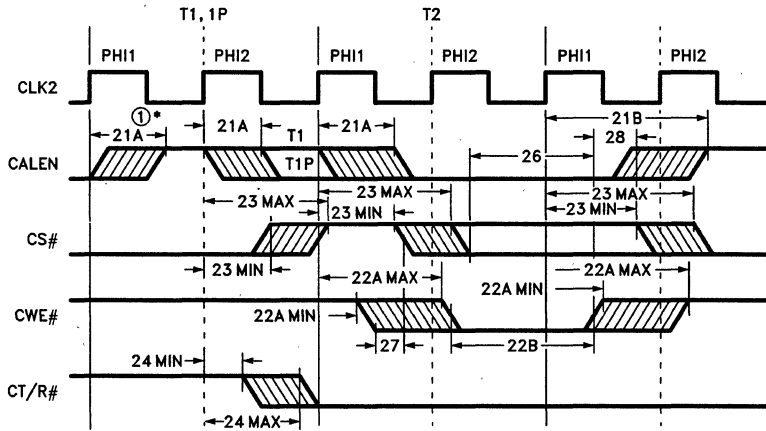 T1, 1P T2
PHI1 PHI2 PHI1 PHI2 PHI1 PHI2
CLK2
①* 21B
21A 21A 21A 28
T1
CALEN T1P 26
23 MAX 23 MAX 23 MAX
23 MIN 23 MIN
CS#
23 MIN 22A MAX 22A MAX
22A MIN
CWE# 22A MIN
27 22B
24 MIN
CT/R#
24 MAX